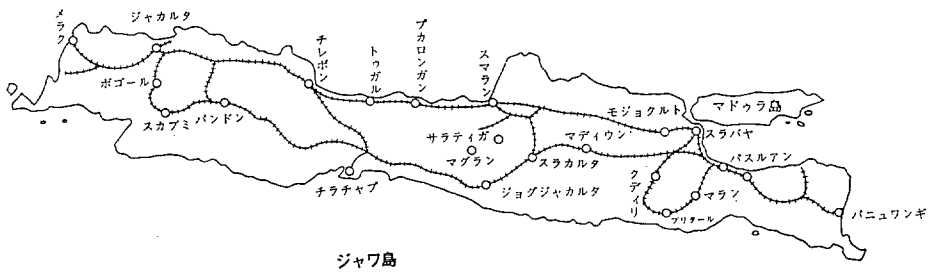 メラク
ジャカルタ
ボゴール
スカブミ
バンドン
チレボン
トゥガル
プカロンガン
スマラン
チラチャプ
サラティガ
マグラン
ジョグジャカルタ
スラカルタ
マディウン
モジョクルト
マドゥラ島
スラバヤ
クディリ
ブリタール
マラン
パスルアン
バニュワンギ
ジャワ島